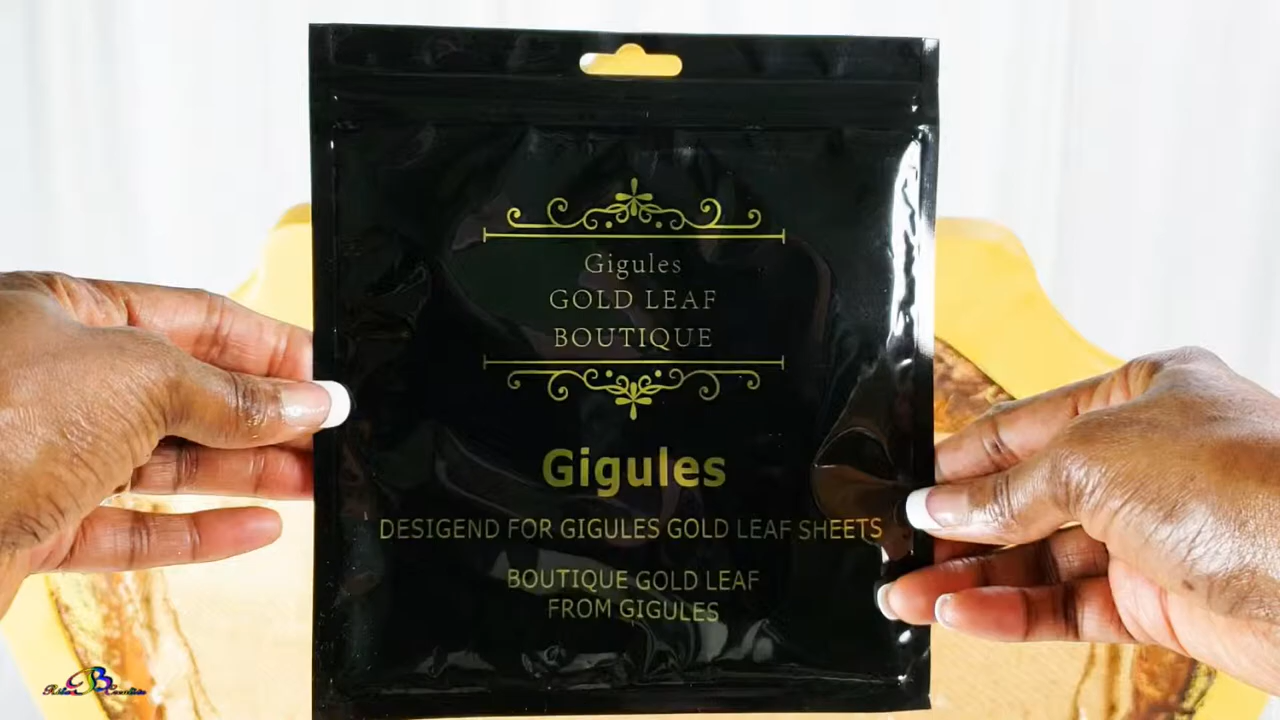 Gigules
GOLD LEAF
BOUTIQUE
Gigules
DESIGEND FOR GIGULES GOLD LEAF SHEETS
BOUTIQUE GOLD LEAF
FROM GIGULES